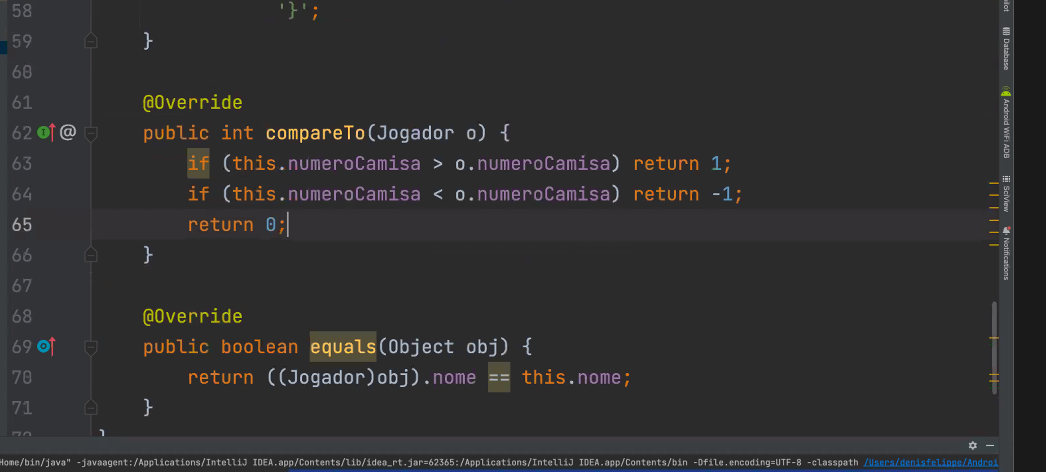 58 '}';
59 }
60
61 @Override
62 @ public int compareTo(Jogador o) {
63 if (this.numeroCamisa > o.numeroCamisa) return 1;
64 if (this.numeroCamisa < o.numeroCamisa) return -1;
65 return 0;
66 }
67
68 @Override
69 public boolean equals(Object obj) {
70 return ((Jogador)obj).nome == this.nome;
71 }
}
Database
Android WiFi ADB
SciView
Notifications
Home/bin/java" -javaagent:/Applications/IntelliJ IDEA.app/Contents/lib/idea_rt.jar=62365:/Applications/IntelliJ IDEA.app/Contents/bin -Dfile.encoding=UTF-8 -classpath /Users/denisfelippe/Androi